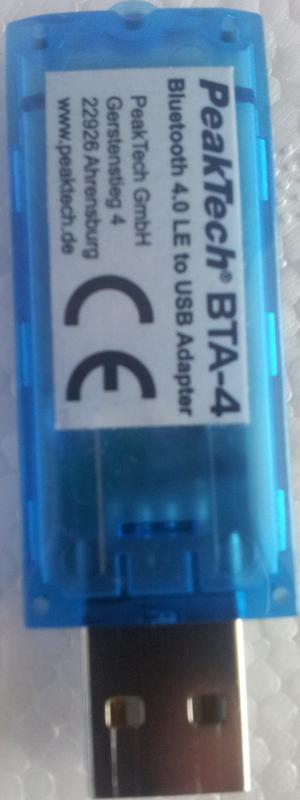 PeakTech® BTA-4
Bluetooth 4.0 LE to USB Adapter
PeakTech GmbH
Gerstenstieg 4
22926 Ahrensburg
www.peaktech.de
CE